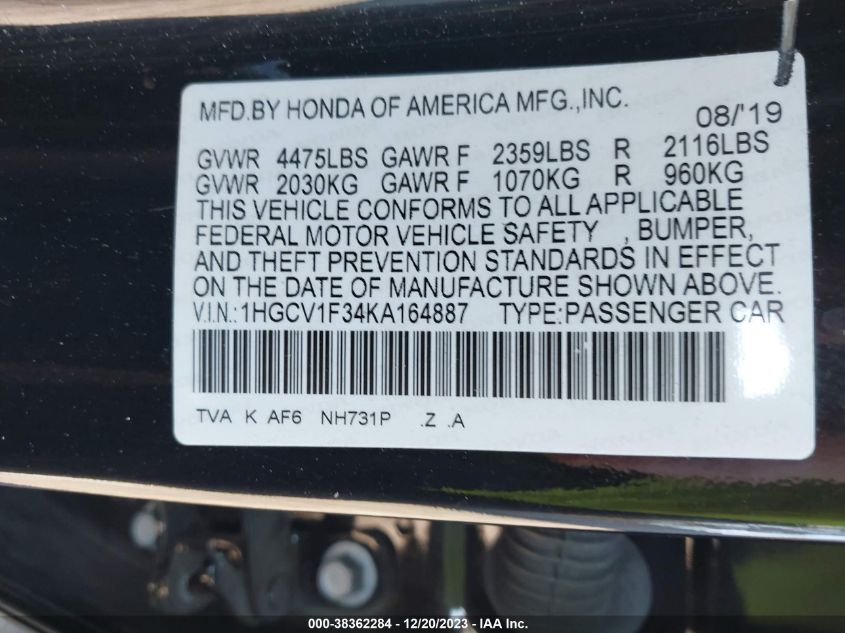 MFD.BY HONDA OF AMERICA MFG.,INC.
08/'19
GVWR 4475LBS GAWR F 2359LBS R 2116LBS
GVWR 2030KG GAWR F 1070KG R 960KG
THIS VEHICLE CONFORMS TO ALL APPLICABLE
FEDERAL MOTOR VEHICLE SAFETY , BUMPER,
AND THEFT PREVENTION STANDARDS IN EFFECT
ON THE DATE OF MANUFACTURE SHOWN ABOVE.
V.I.N.:1HGCV1F34KA164887 TYPE:PASSENGER CAR
TVA K AF6 NH731P .Z .A
000-38362284 - 12/20/2023 - IAA Inc.